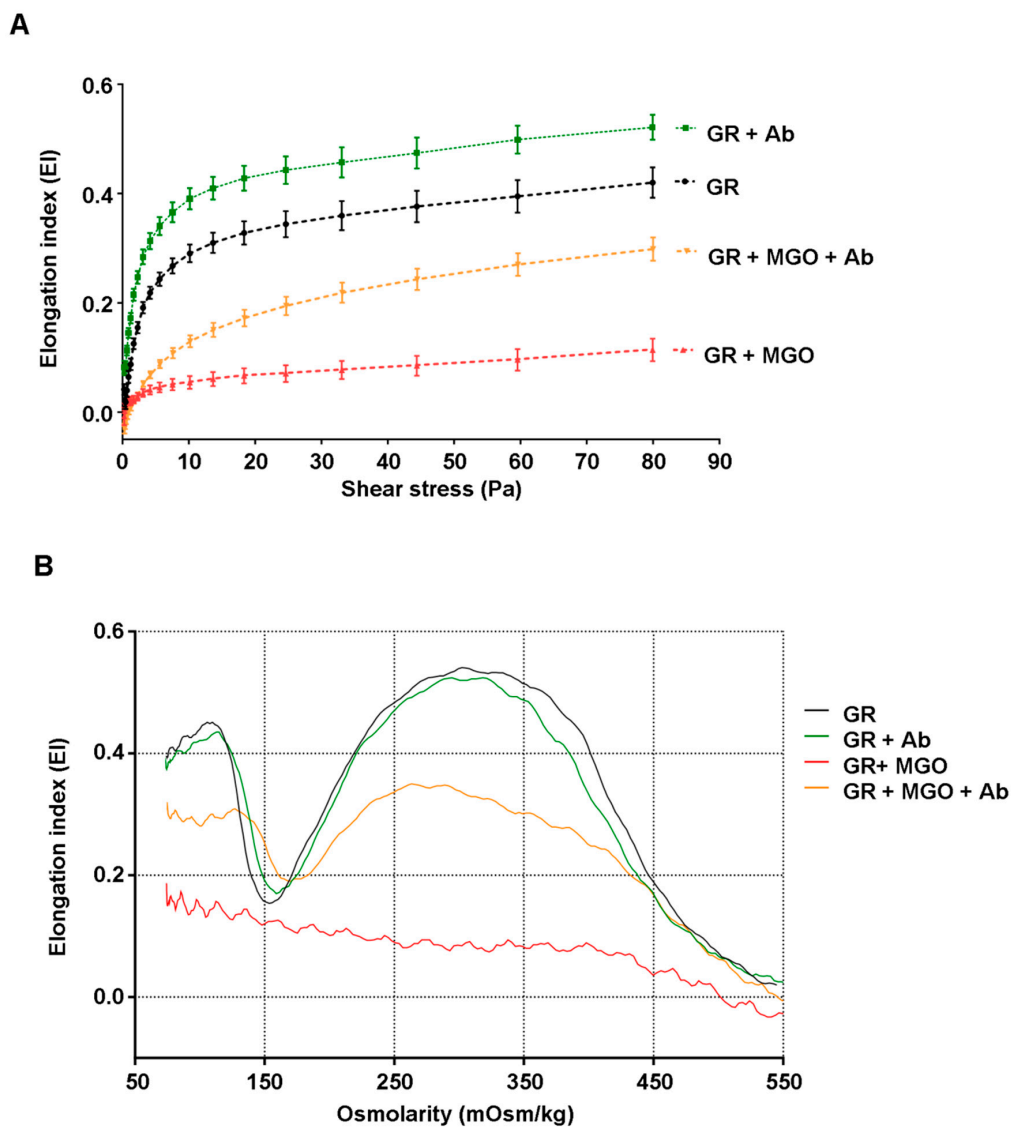 A
Elongation index (EI)
0.6
0.4
0.2
0.0
0 10 20 30 40 50 60 70 80 90
Shear stress (Pa)
GR + Ab
GR
GR + MGO + Ab
GR + MGO
B
Elongation index (EI)
0.6
0.4
0.2
0.0
50 150 250 350 450 550
Osmolarity (mOsm/kg)
GR
GR + Ab
GR+ MGO
GR + MGO + Ab